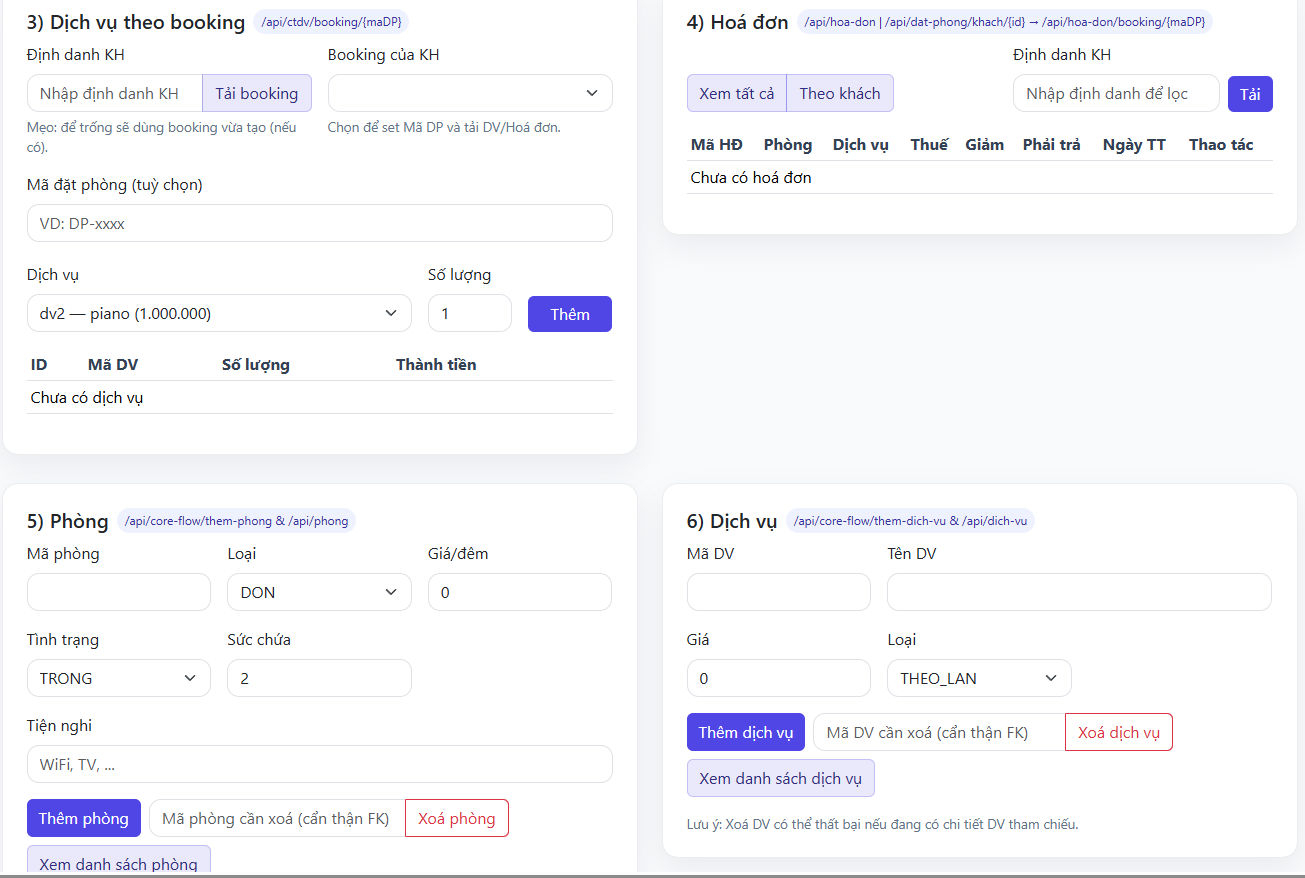 3) Dịch vụ theo booking /api/ctdv/booking/{maDP}
Định danh KH
Booking của KH
Nhập định danh KH
Tải booking
Mẹo: để trống sẽ dùng booking vừa tạo (nếu
có).
Chọn để set Mã DP và tải DV/Hoá đơn.
Mã đặt phòng (tuỳ chọn)
VD: DP-xxxx
Dịch vụ
Số lượng
dv2 — piano (1.000.000)
1
Thêm
ID Mã DV Số lượng Thành tiền
Chưa có dịch vụ
4) Hoá đơn /api/hoa-don | /api/dat-phong/khach/{id} → /api/hoa-don/booking/{maDP}
Định danh KH
Xem tất cả
Theo khách
Nhập định danh để lọc
Tải
Mã HĐ Phòng Dịch vụ Thuế Giảm Phải trả Ngày TT Thao tác
Chưa có hoá đơn
5) Phòng /api/core-flow/them-phong & /api/phong
Mã phòng
Loại
Giá/đêm
DON
0
Tình trạng
Sức chứa
TRONG
2
Tiện nghi
WiFi, TV, ...
Thêm phòng
Mã phòng cần xoá (cẩn thận FK)
Xoá phòng
Xem danh sách phòng
6) Dịch vụ /api/core-flow/them-dich-vu & /api/dich-vu
Mã DV
Tên DV
Giá
Loại
0
THEO_LAN
Thêm dịch vụ
Mã DV cần xoá (cẩn thận FK)
Xoá dịch vụ
Xem danh sách dịch vụ
Lưu ý: Xoá DV có thể thất bại nếu đang có chi tiết DV tham chiếu.